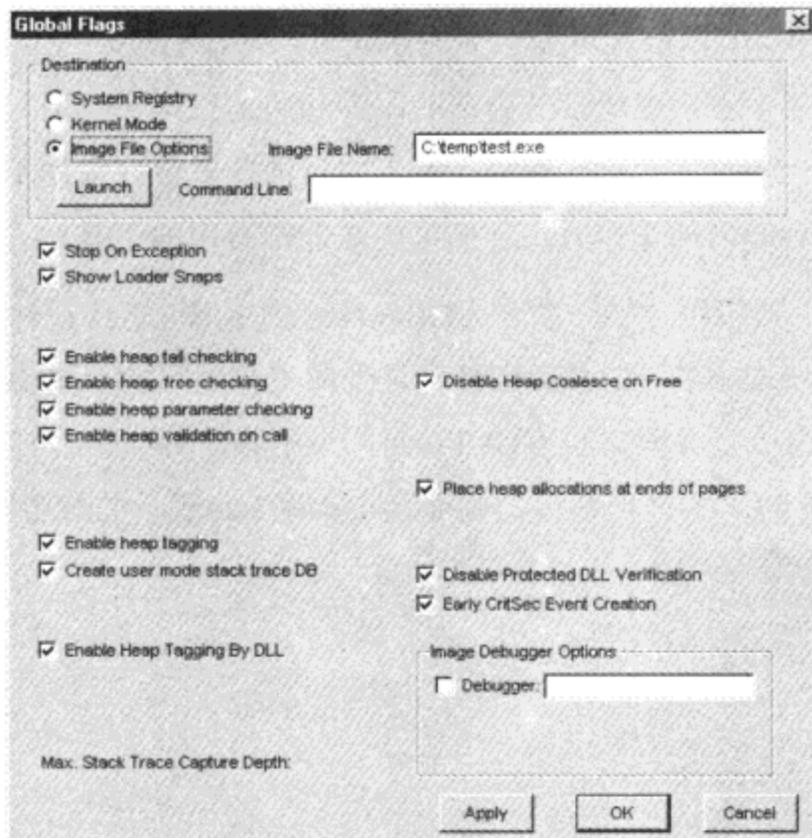 Global Flags
Destination
System Registry
Kernel Mode
Image File Options
Image File Name:
C:\temp\test.exe
Launch
Command Line:
Stop On Exception
Show Loader Snaps
Enable heap tail checking
Enable heap free checking
Disable Heap Coalesce on Free
Enable heap parameter checking
Enable heap validation on call
Place heap allocations at ends of pages
Enable heap tagging
Create user mode stack trace DB
Disable Protected DLL Verification
Early CritSec Event Creation
Enable Heap Tagging By DLL
Image Debugger Options
Debugger:
Max. Stack Trace Capture Depth:
Apply
OK
Cancel